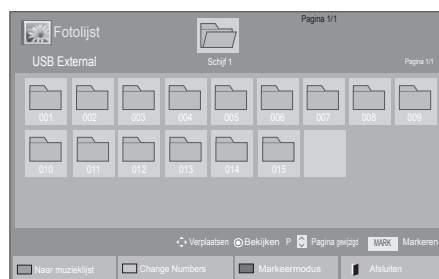 Pagina 1/1
Fotolijst
USB External
Schijf 1
Pagina 1/1
001 002 003 004 005 006 007 008 009
010 011 012 013 014 015
Verplaatsen Bekijken P Pagina gewijzigd MARK Markeren
Naar muzieklijst Change Numbers Markeermodus Afsluiten